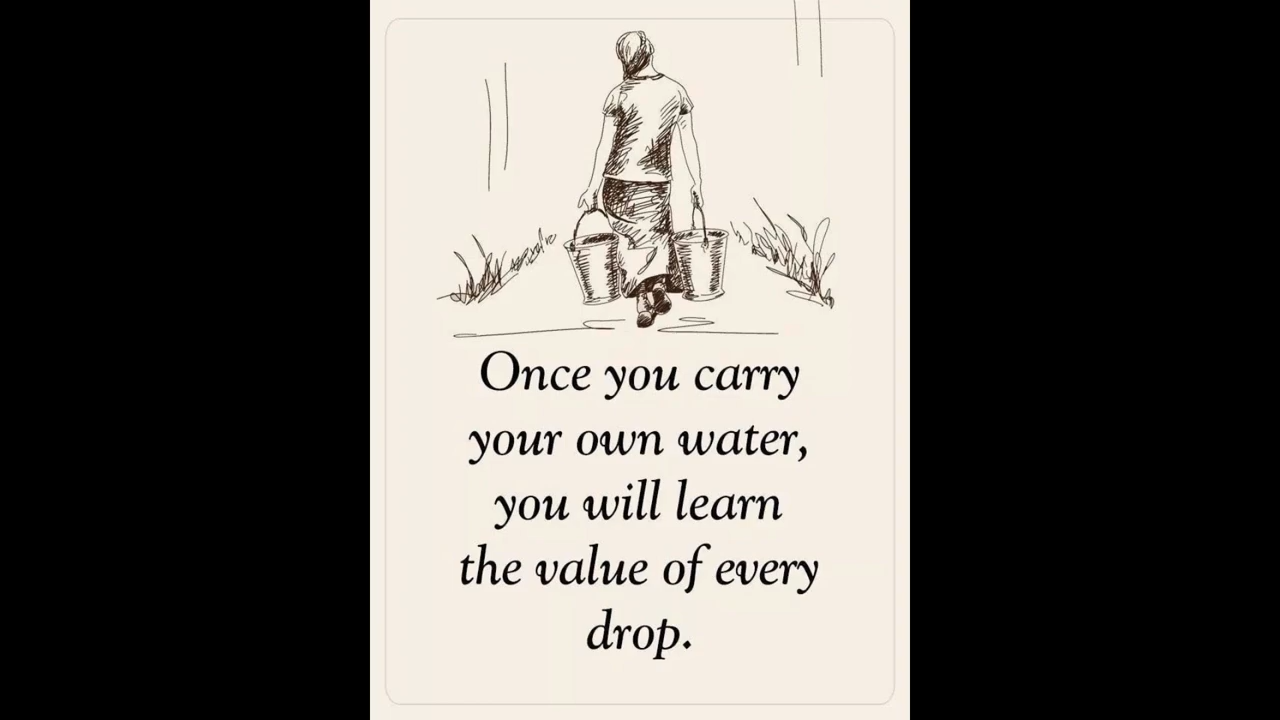 Once you carry
your own water,
you will learn
the value of every
drop.